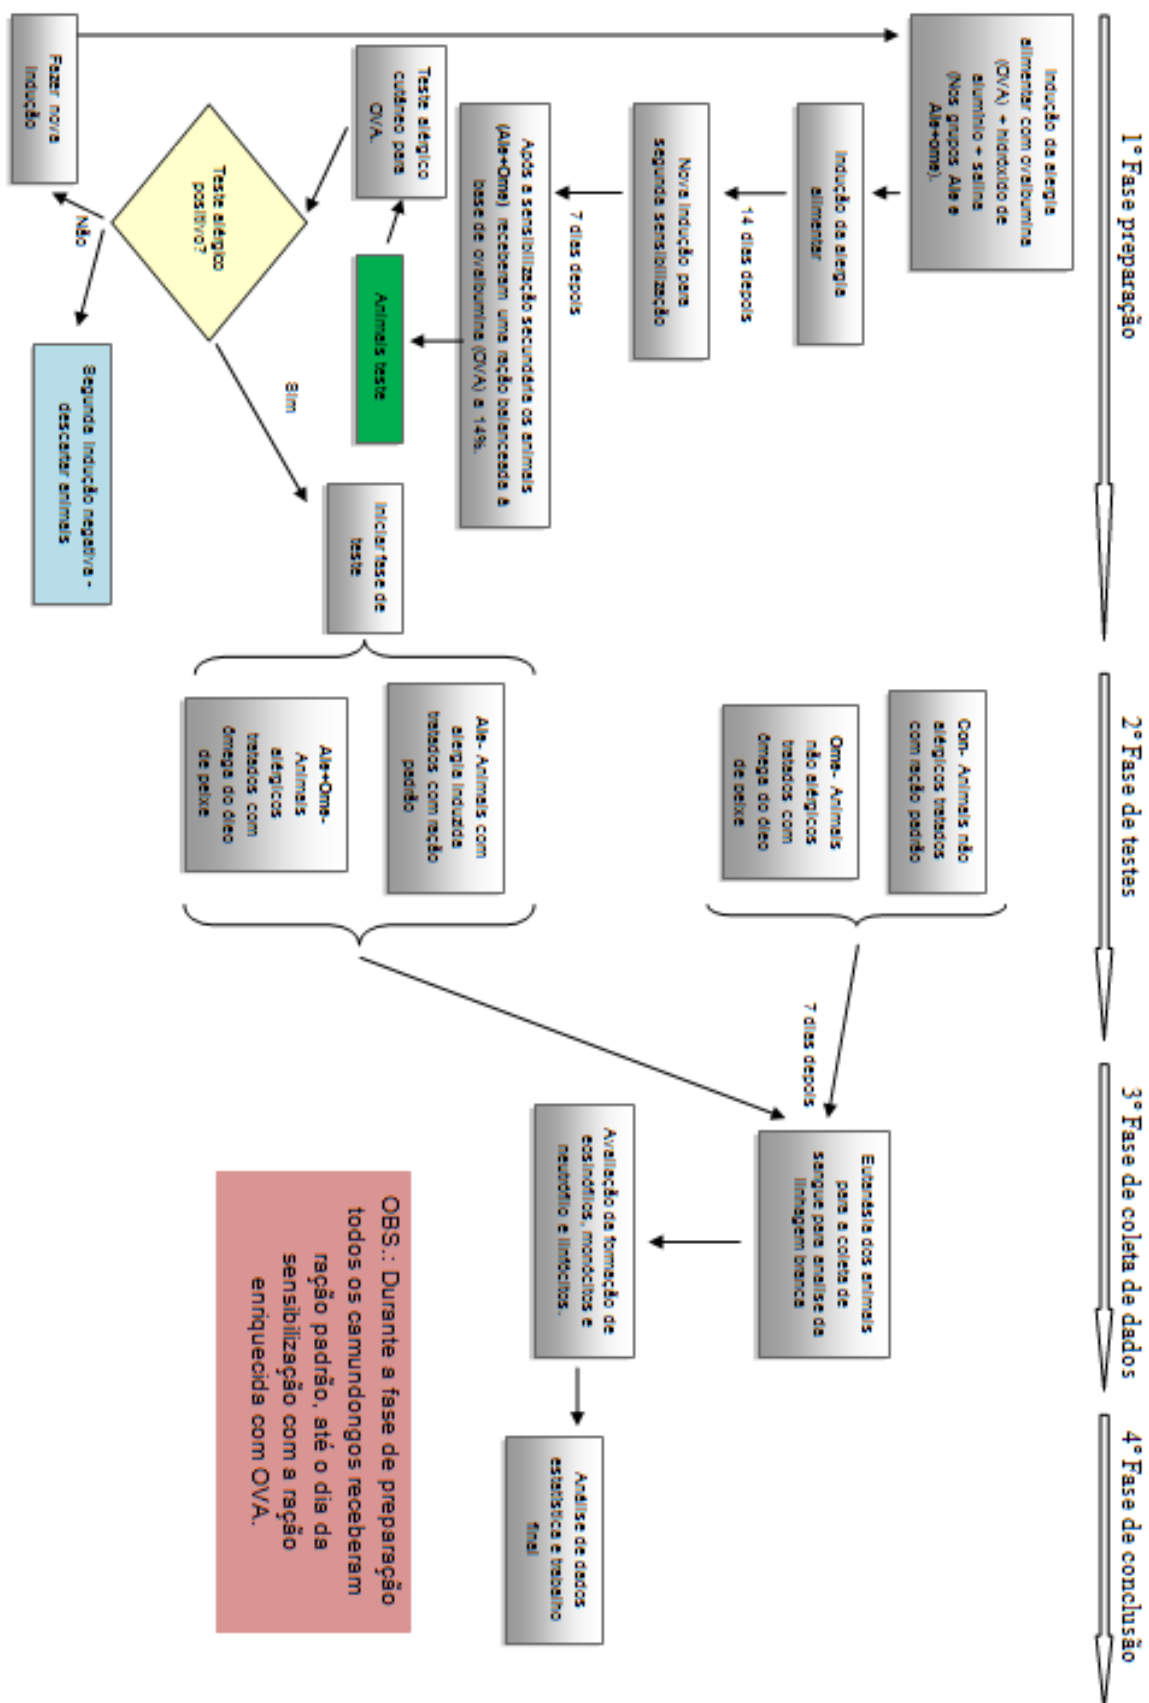 1° Fase preparação
2° Fase de testes
3° Fase de coleta de dados
4° Fase de conclusão
Indução da alergia
alimentar com ovalbumina
(OVA) + hidróxido de
alumínio + salina
(Nos grupos Ale e
Ale+ome).
Indução da alergia
alimentar
14 dias depois
Nova indução para
segunda sensibilização
7 dias depois
Após a sensibilização secundária os animais
(Ale+Ome) receberam uma ração balanceada à
base de ovalbumina (OVA) a 14%.
Animais teste
Teste alérgico
cutâneo para
OVA.
Teste alérgico
positivo?
Não
Fazer nova
indução
Segunda indução negativa -
descartar animais
Sim
Iniciar fase de
teste
Con- Animais não
alérgicos tratados
com ração padrão
Ome- Animais
não alérgicos
tratados com
ômega do óleo
de peixe
Ale- Animais com
alergia induzida
tratados com ração
padrão
Ale+Ome-
Animais
alérgicos
tratados com
ômega do óleo
de peixe
7 dias depois
Eutanásia dos animais
para a coleta de
sangue para analise da
linhagem branca
Avaliação da formação de
eosinófilos, monócitos e
neutrófilo e linfócitos.
Análise de dados
estatística e trabalho
final
OBS.: Durante a fase de preparação
todos os camundongos receberam
ração padrão, até o dia da
sensibilização com a ração
enriquecida com OVA.